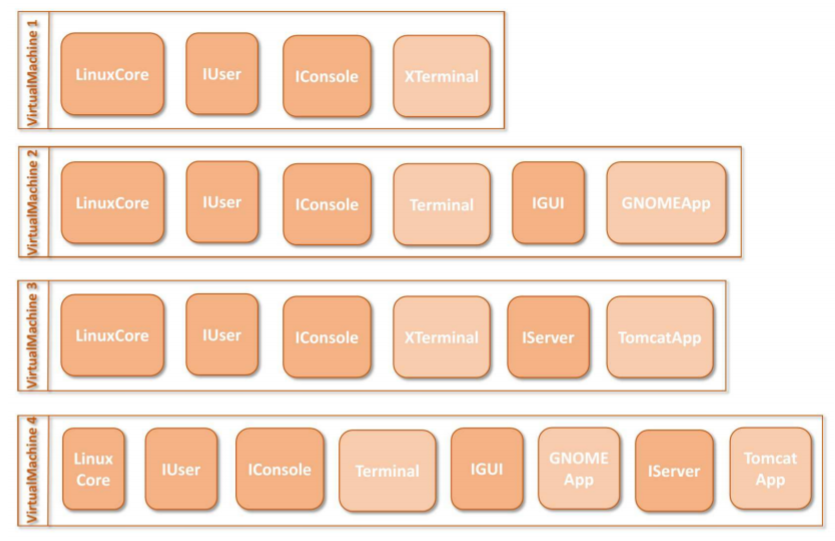 VirtualMachine 1
LinuxCore
IUser
IConsole
XTerminal
VirtualMachine 2
LinuxCore
IUser
IConsole
Terminal
IGUI
GNOMEApp
VirtualMachine 3
LinuxCore
IUser
IConsole
XTerminal
IServer
TomcatApp
VirtualMachine 4
Linux
Core
IUser
IConsole
Terminal
IGUI
GNOME
App
IServer
Tomcat
App